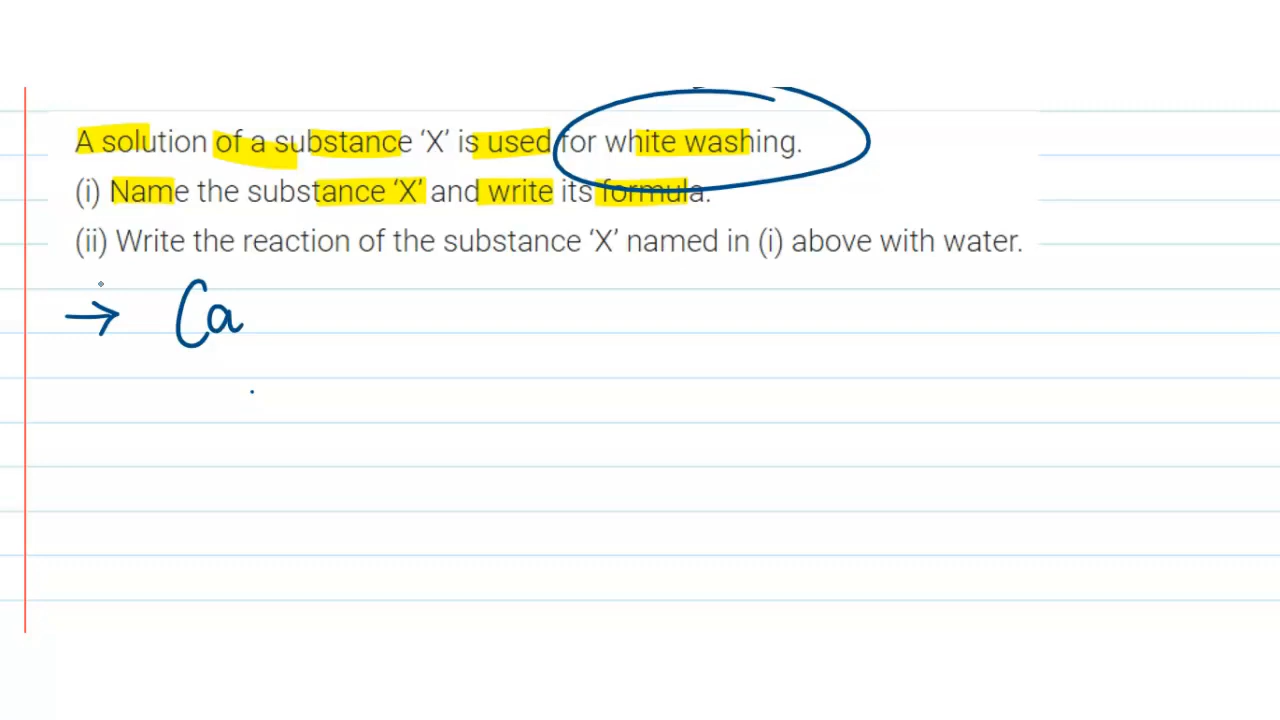 A solution of a substance ‘X’ is used for white washing.
(i) Name the substance ‘X’ and write its formula.
(ii) Write the reaction of the substance ‘X’ named in (i) above with water.
→ Ca